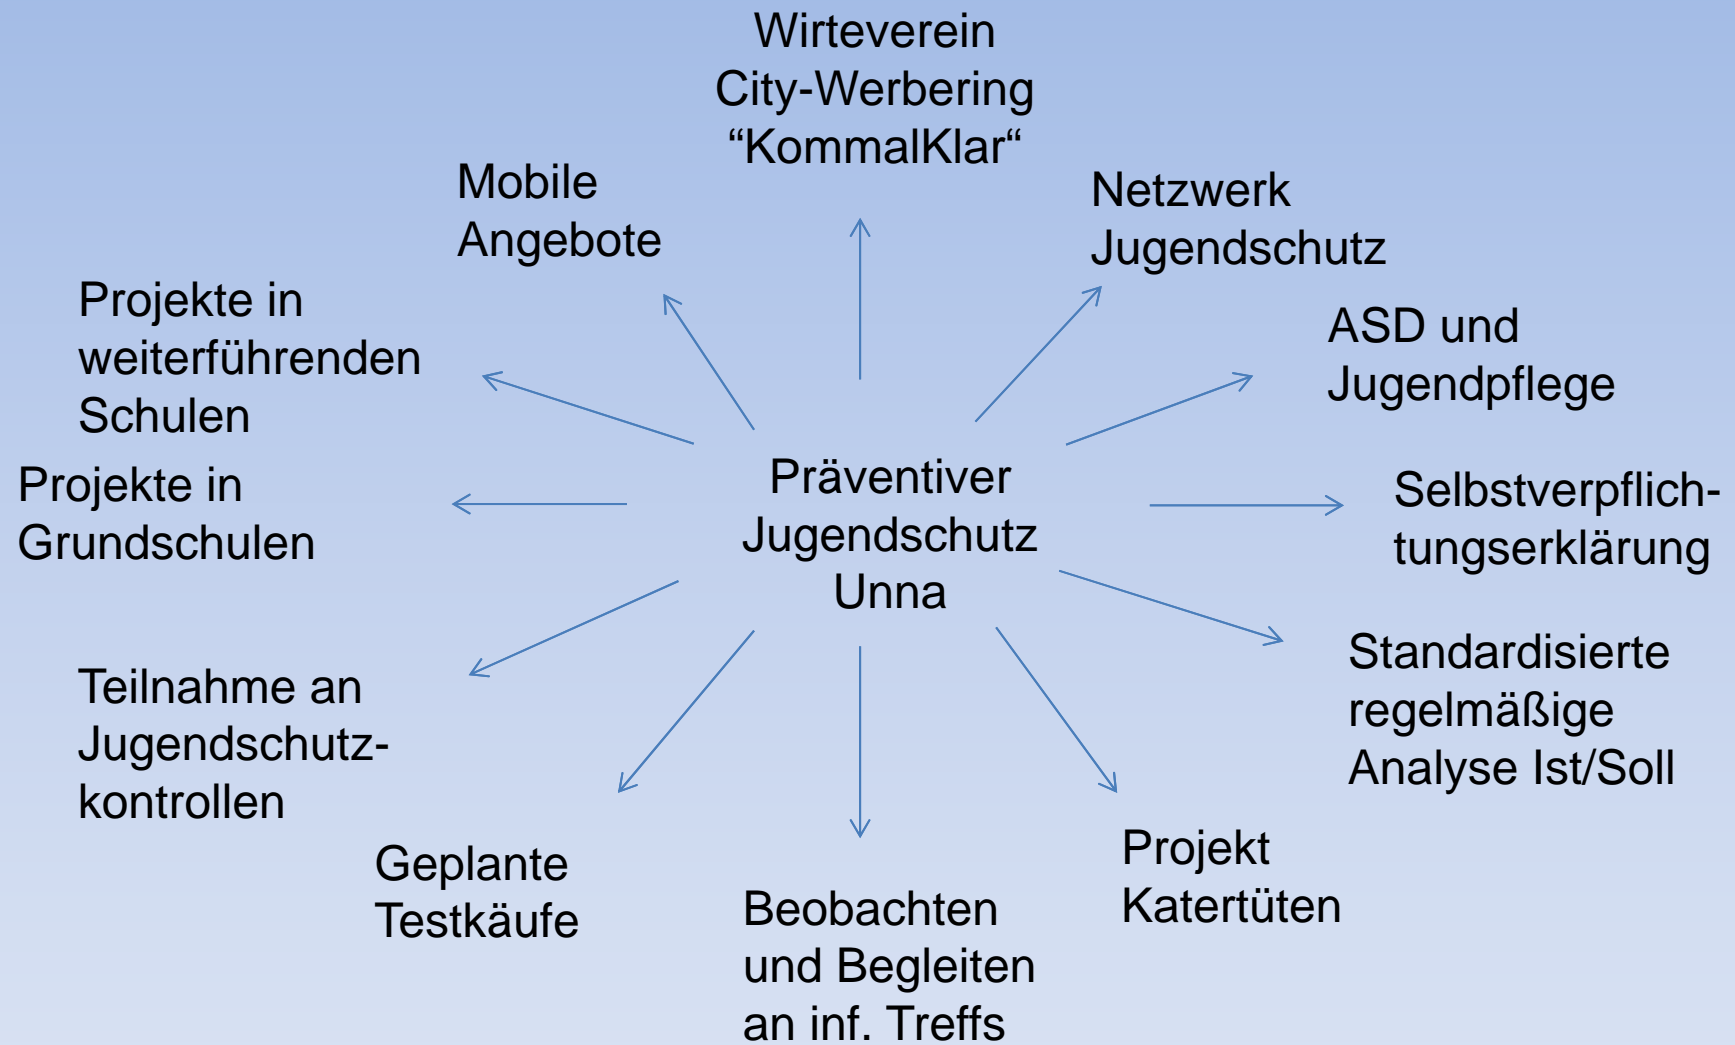 Wirteverein
City-Werbering
“KommalKlar“
Mobile
Angebote
Netzwerk
Jugendschutz
Projekte in
weiterführenden
Schulen
ASD und
Jugendpflege
Präventiver
Jugendschutz
Unna
Projekte in
Grundschulen
Selbstverpflich-
tungserklärung
Teilnahme an
Jugendschutz-
kontrollen
Standardisierte
regelmäßige
Analyse Ist/Soll
Geplante
Testkäufe
Beobachten
und Begleiten
an inf. Treffs
Projekt
Katertüten